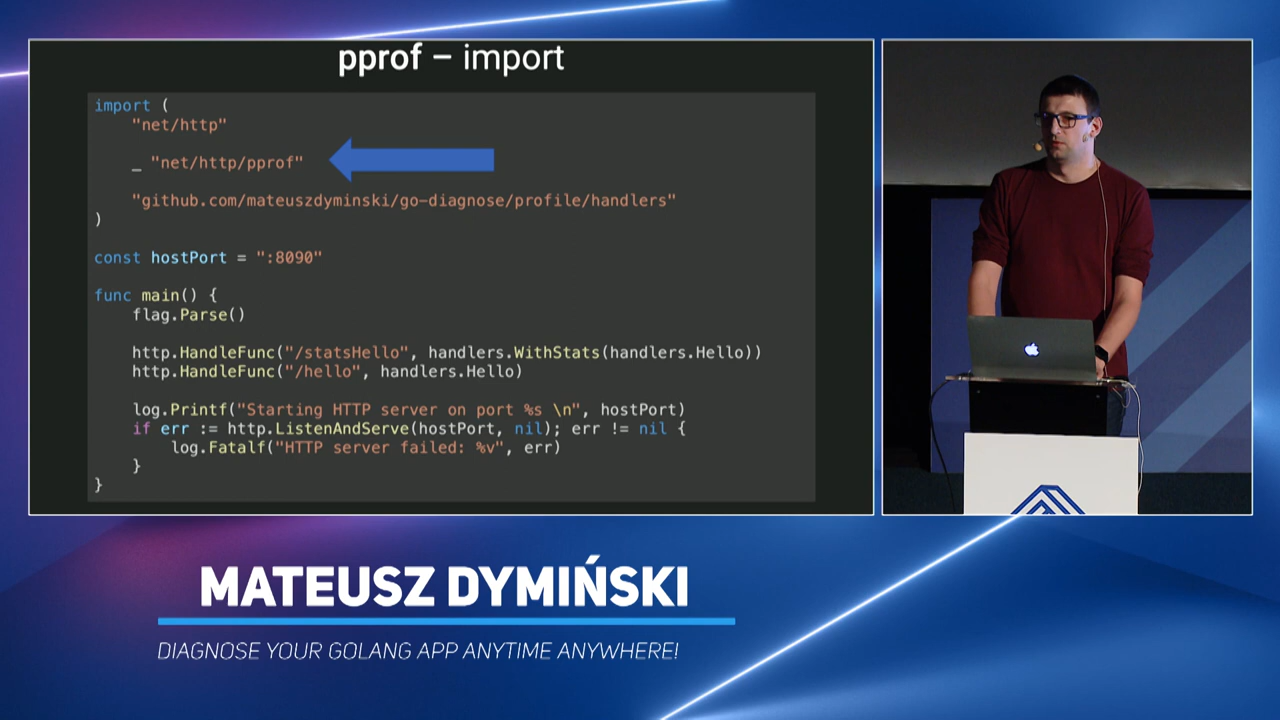 pprof – import
import (
"net/http"
_ "net/http/pprof"
"github.com/mateuszdyminski/go-diagnose/profile/handlers"
)
const hostPort = ":8090"
func main() {
flag.Parse()
http.HandleFunc("/statsHello", handlers.WithStats(handlers.Hello))
http.HandleFunc("/hello", handlers.Hello)
log.Printf("Starting HTTP server on port %s \n", hostPort)
if err := http.ListenAndServe(hostPort, nil); err != nil {
log.Fatalf("HTTP server failed: %v", err)
}
}
MATEUSZ DYMIŃSKI
DIAGNOSE YOUR GOLANG APP ANYTIME ANYWHERE!